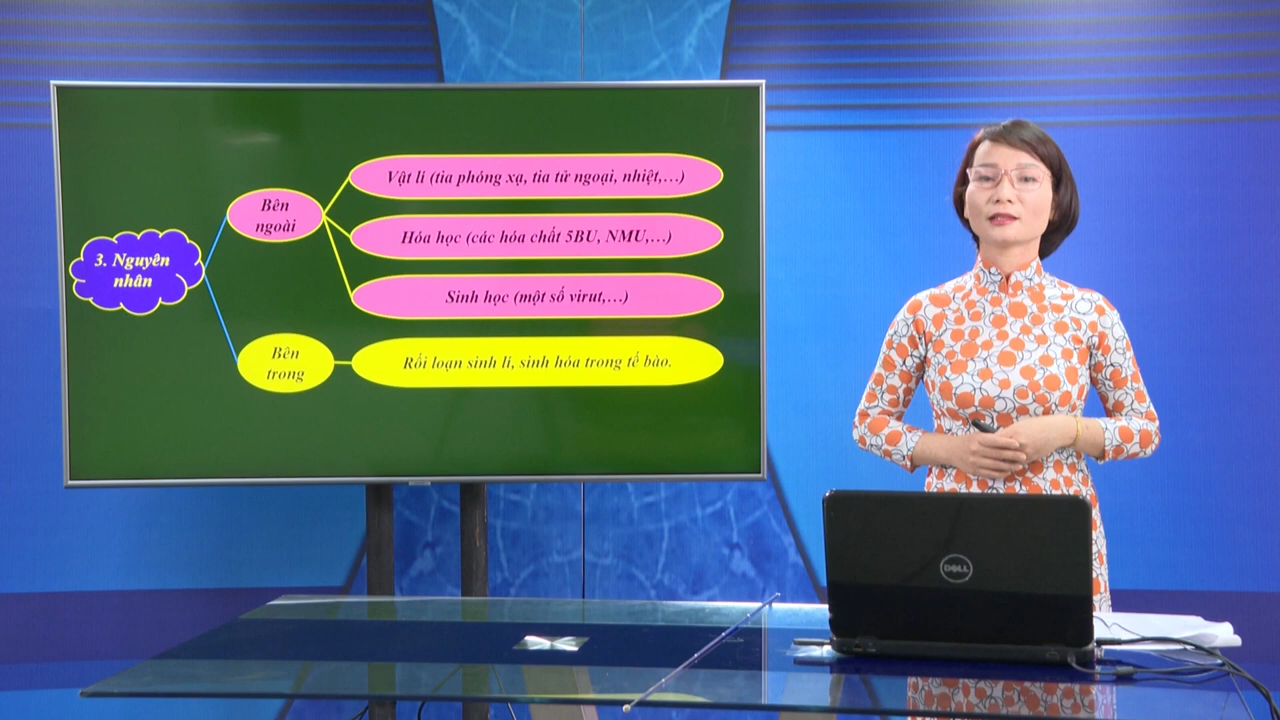 3. Nguyên
nhân
Bên
ngoài
Vật lí (tia phóng xạ, tia tử ngoại, nhiệt,…)
Hóa học (các hóa chất 5BU, NMU,…)
Sinh học (một số virut,…)
Bên
trong
Rối loạn sinh lí, sinh hóa trong tế bào.
DELL